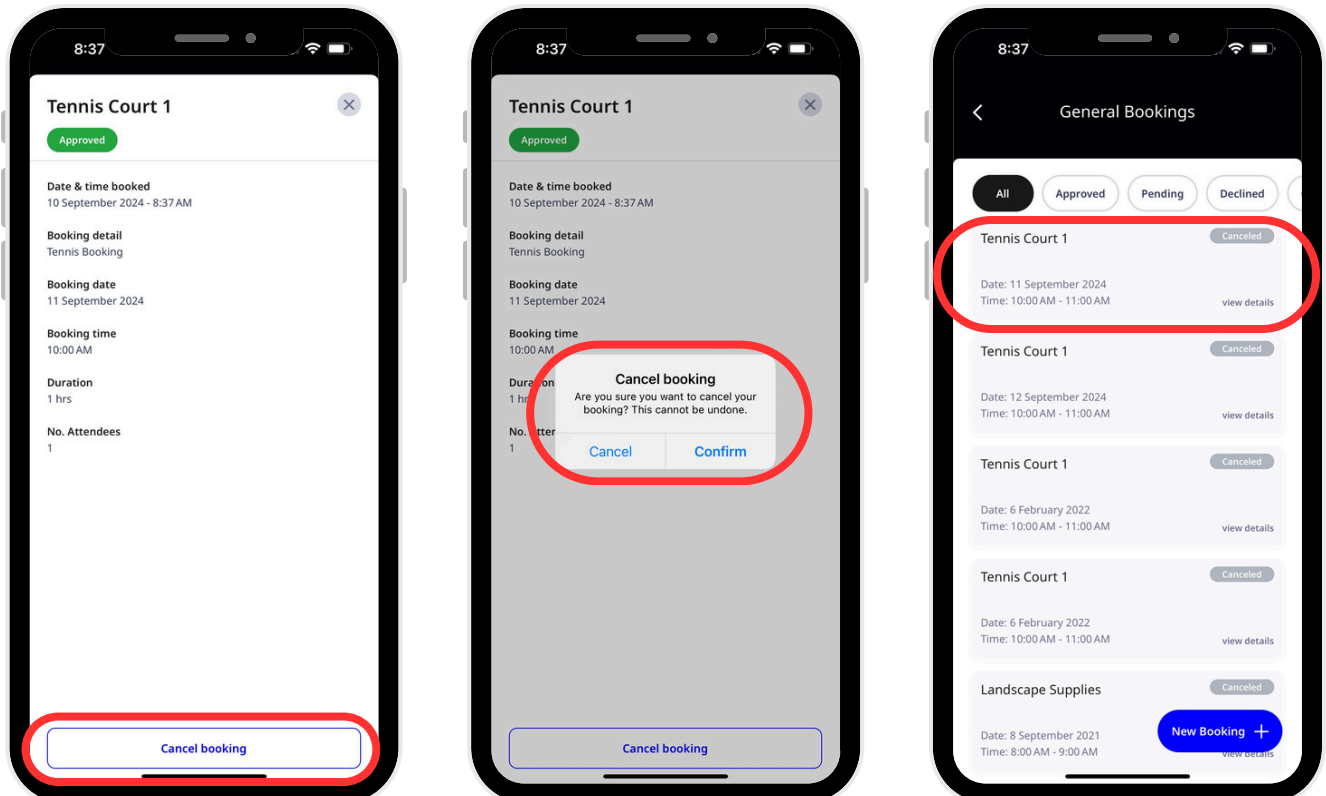 8:37
Tennis Court 1
Approved
Date & time booked
10 September 2024 - 8:37 AM
Booking detail
Tennis Booking
Booking date
11 September 2024
Booking time
10:00 AM
Duration
1 hrs
No. Attendees
1
Cancel booking
8:37
Tennis Court 1
Approved
Date & time booked
10 September 2024 - 8:37 AM
Booking detail
Tennis Booking
Booking date
11 September 2024
Booking time
10:00 AM
Cancel booking
Are you sure you want to cancel your
booking? This cannot be undone.
Cancel Confirm
1
Cancel booking
8:37
General Bookings
All Approved Pending Declined
Tennis Court 1 Canceled
Date: 11 September 2024
Time: 10:00 AM - 11:00 AM view details
Tennis Court 1 Canceled
Date: 12 September 2024
Time: 10:00 AM - 11:00 AM view details
Tennis Court 1 Canceled
Date: 6 February 2022
Time: 10:00 AM - 11:00 AM view details
Tennis Court 1 Canceled
Date: 6 February 2022
Time: 10:00 AM - 11:00 AM view details
Landscape Supplies Canceled
Date: 8 September 2021
New Booking +
Time: 8:00 AM - 9:00 AM view details